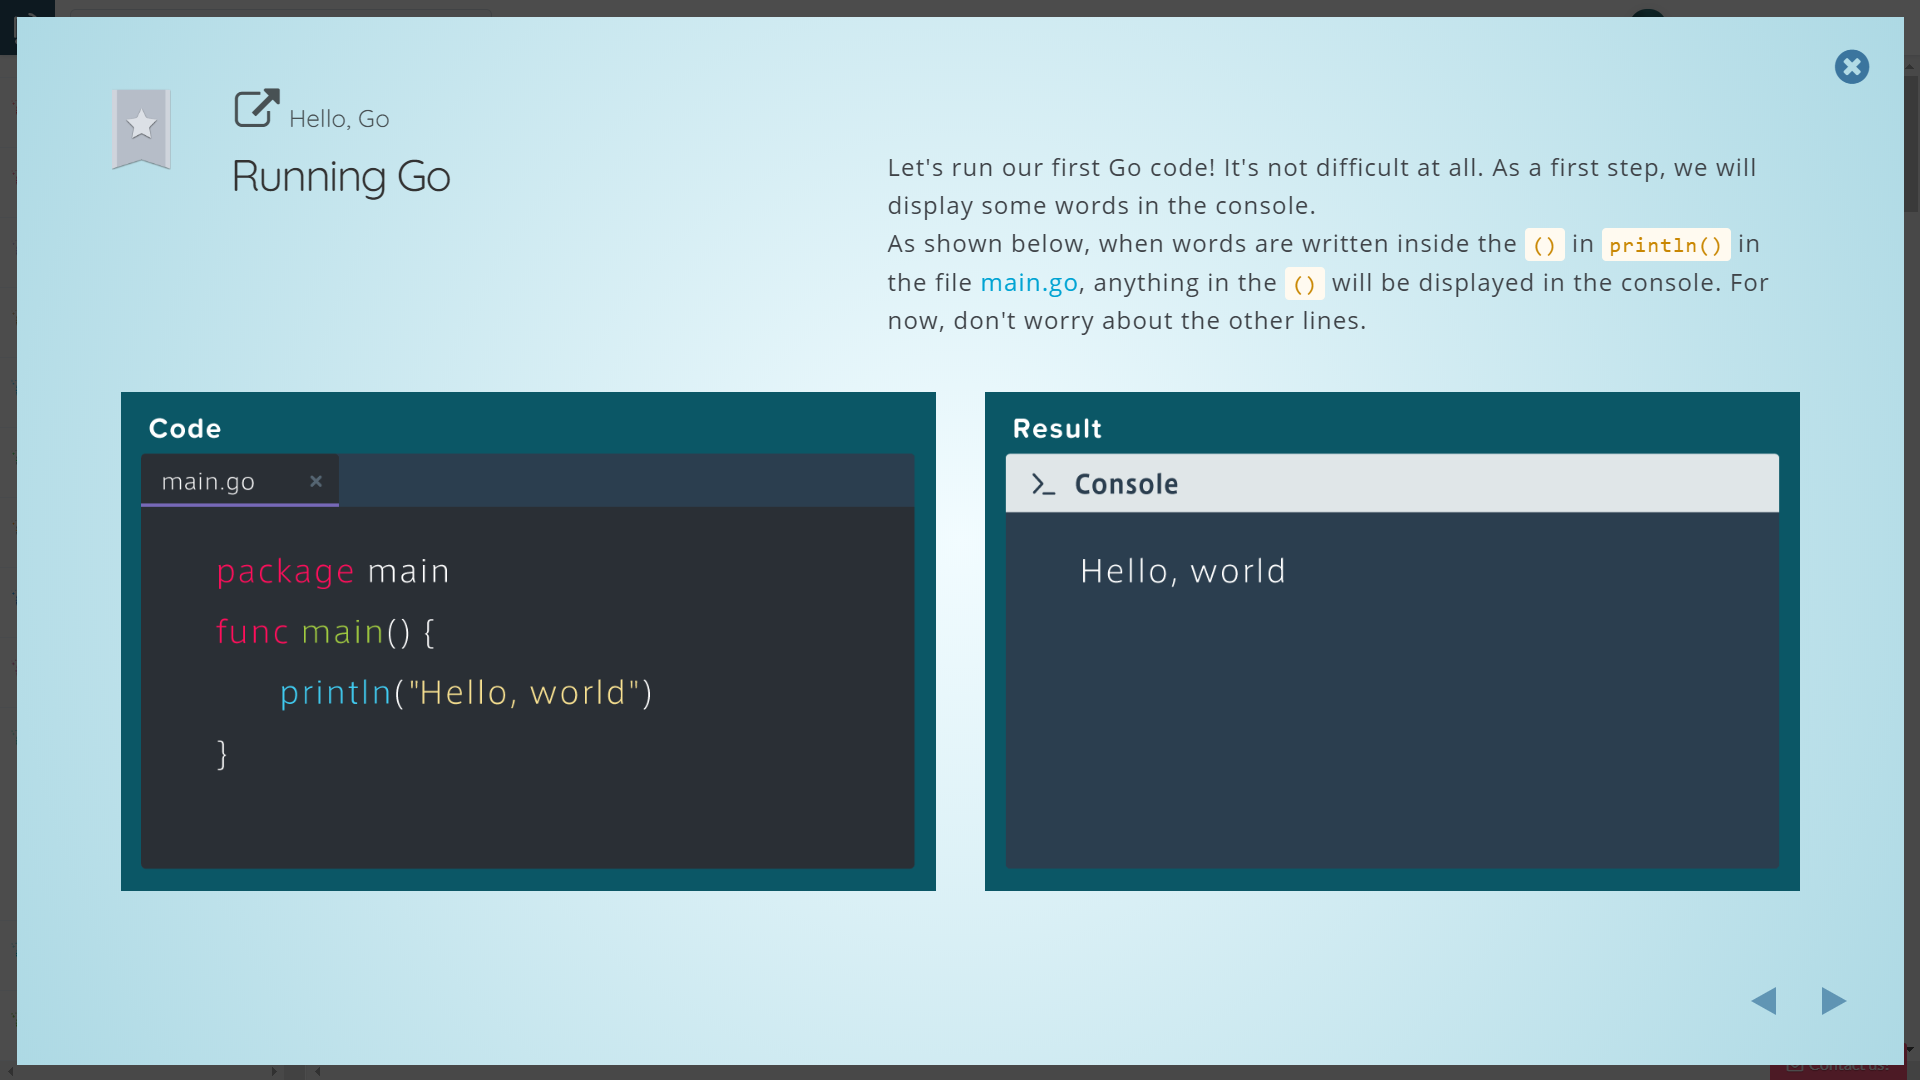 Hello, Go
Running Go
Let's run our first Go code! It's not difficult at all. As a first step, we will
display some words in the console.
As shown below, when words are written inside the () in println() in
the file main.go, anything in the () will be displayed in the console. For
now, don't worry about the other lines.
Code
main.go
package main
func main() {
println("Hello, world")
}
Result
Console
Hello, world
Contact us!